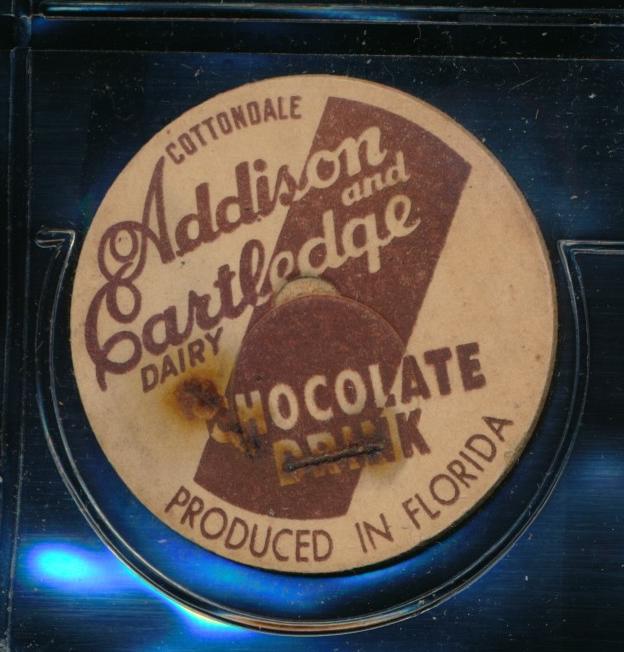 COTTONDALE
Addison
and
Cartledge
DAIRY
CHOCOLATE
DRINK
PRODUCED IN FLORIDA